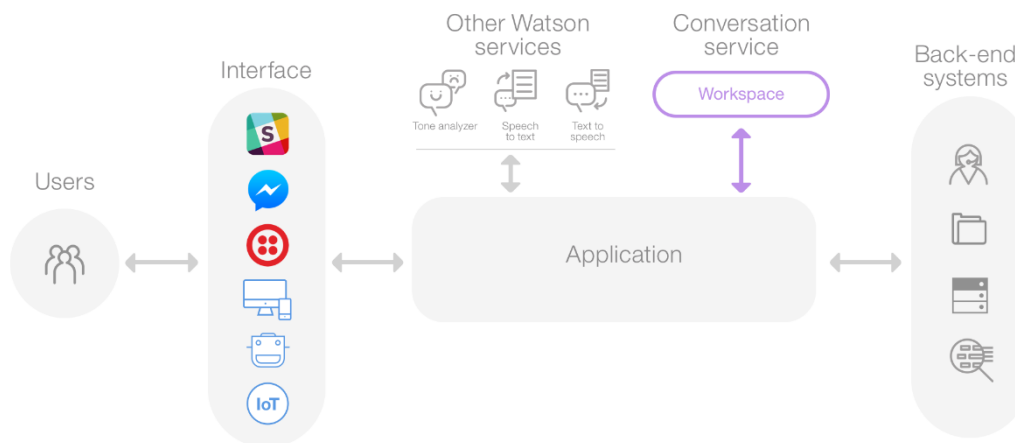 Users
Interface
S
IoT
Other Watson
services
Tone analyzer
Speech
to text
Text to
speech
Conversation
service
Workspace
Application
Back-end
systems